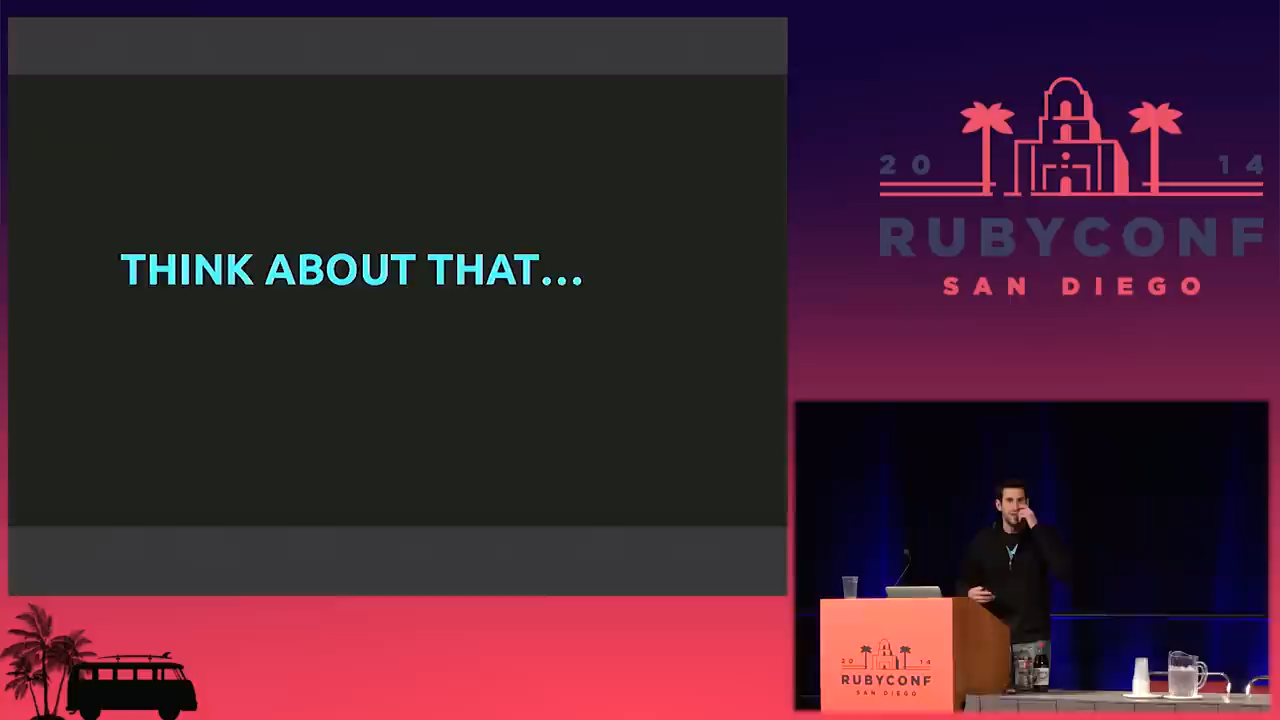 THINK ABOUT THAT...
20 14
RUBYCONF
SAN DIEGO
20 14
RUBYCONF
SAN DIEGO